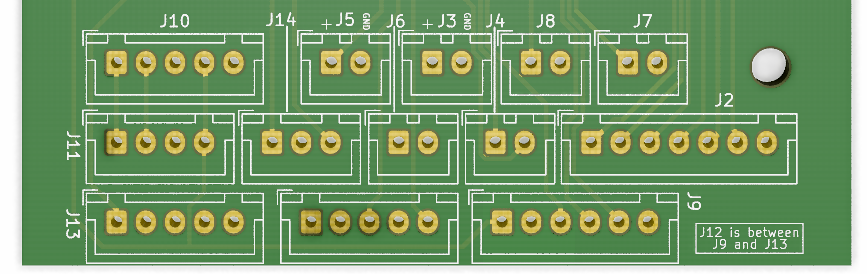 J10
J14
+ J5 GND
J6
+ J3 GND
J4
J8
J7
J2
J11
J13
J9
J12 is between
J9 and J13